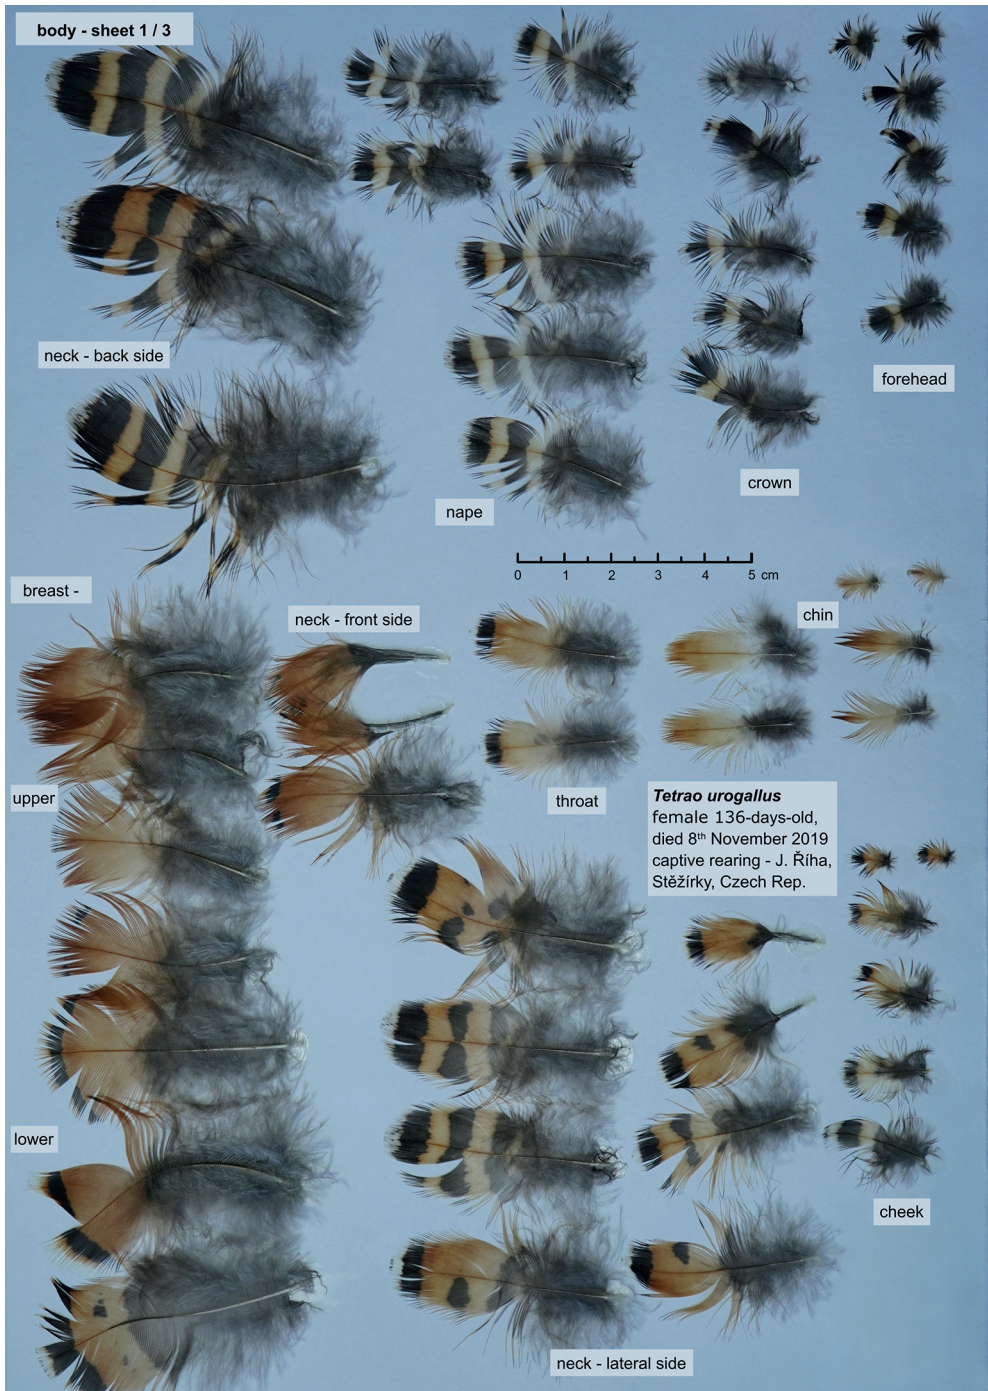 body - sheet 1 / 3
neck - back side
forehead
crown
nape
0 1 2 3 4 5 cm
breast -
neck - front side
chin
upper
throat
Tetrao urogallus
female 136-days-old,
died 8th November 2019
captive rearing - J. Říha,
Stěžírky, Czech Rep.
lower
cheek
neck - lateral side